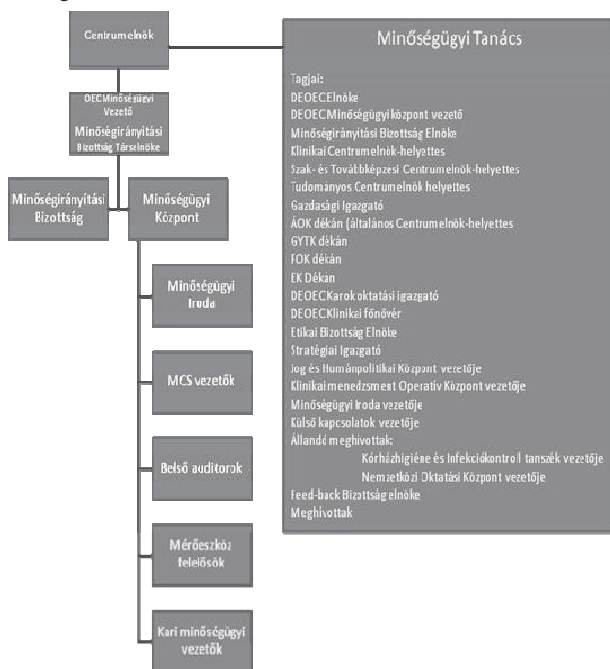 Centrumelnök
OEC Minőségügyi
Vezető
Minőségirányítási
Bizottság Társelnöke
Minőségirányítási
Bizottság
Minőségügyi
Központ
Minőségügyi
Iroda
MCS vezetők
Belső auditorok
Mérőeszköz
felelősök
Kari minőségügyi
vezetők
Minőségügyi Tanács
Tagjai:
DEOEC Elnöke
DEOEC Minőségügyi központ vezető
Minőségirányítási Bizottság Elnöke
Klinikai Centrumelnök-helyettes
Szak- és Továbbképzési Centrumelnök-helyettes
Tudományos Centrumelnök helyettes
Gazdasági Igazgató
ÁOK dékán (általános Centrumelnök-helyettes
GYTK dékán
FOK dékán
EK Dékán
DEOEC Karok oktatási igazgató
DEOEC Klinikai főnővér
Etikai Bizottság Elnöke
Stratégiai Igazgató
Jog és Humánpolitikai Központ vezetője
Klinikai menedzsment Operatív Központ vezetője
Minőségügyi Iroda vezetője
Külső kapcsolatok vezetője
Állandó meghívottak:
Kórházhigiéne és Infekciókontroll tanszék vezetője
Nemzetközi Oktatási Központ vezetője
Feed-back Bizottság elnöke
Meghívottak